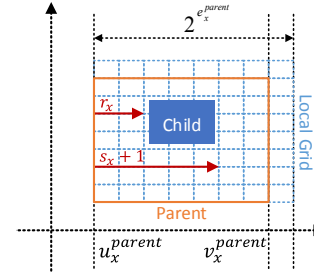 2^{e_x^{parent}}
r_x
Child
s_x + 1
Local Grid
Parent
u_x^{parent}
v_x^{parent}